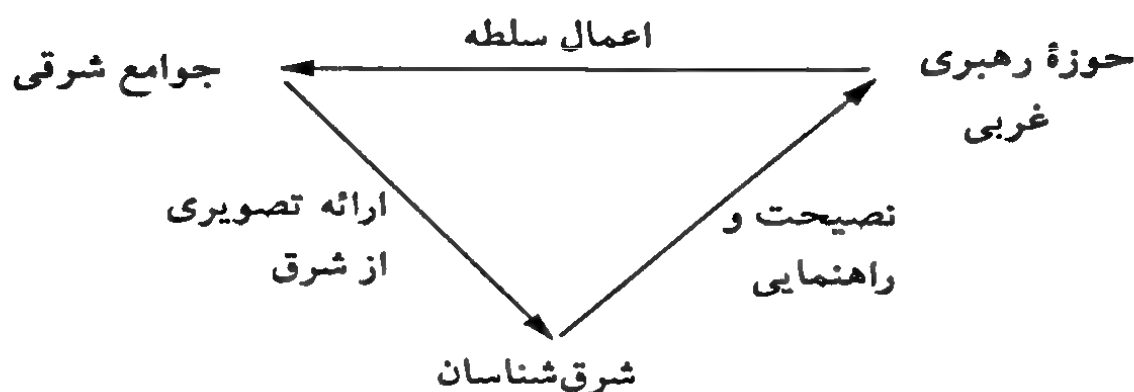 اعمال سلطه
حوزهٔ رهبری
غربی
جوامع شرقی
نصیحت و
راهنمایی
ارائه تصویری
از شرق
شرق‌شناسان